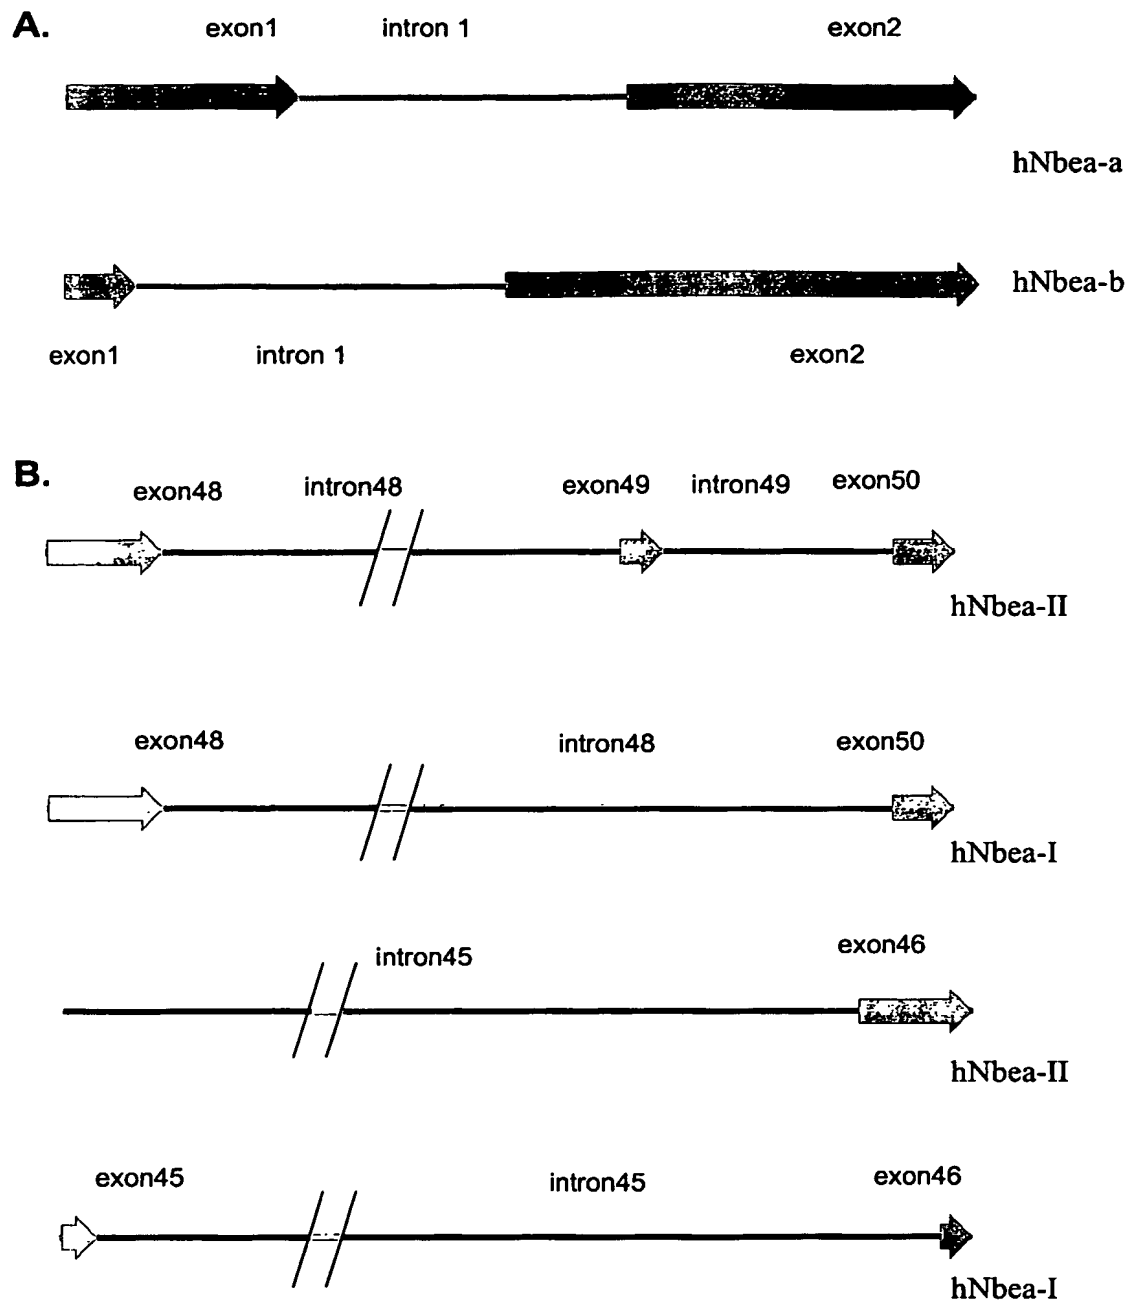 A.
exon1 intron 1 exon2
hNbea-a
hNbea-b
exon1 intron 1 exon2
B.
exon48 intron48 exon49 intron49 exon50
hNbea-II
exon48 intron48 exon50
hNbea-I
intron45 exon46
hNbea-II
exon45 intron45 exon46
hNbea-I